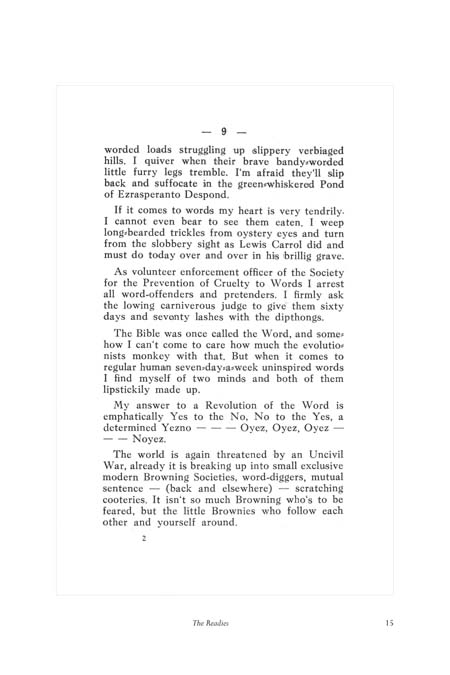 — 9 —
worded loads struggling up slippery verbiaged
hills. I quiver when their brave bandy-worded
little furry legs tremble. I'm afraid they'll slip
back and suffocate in the green-whiskered Pond
of Ezrasperanto Despond.
If it comes to words my heart is very tendrily.
I cannot even bear to see them eaten. I weep
long-bearded trickles from oystery eyes and turn
from the slobbery sight as Lewis Carrol did and
must do today over and over in his brillig grave.
As volunteer enforcement officer of the Society
for the Prevention of Cruelty to Words I arrest
all word-offenders and pretenders. I firmly ask
the lowing carniverous judge to give them sixty
days and seventy lashes with the dipthongs.
The Bible was once called the Word, and some-
how I can't come to care how much the evolutio-
nists monkey with that. But when it comes to
regular human seven-day-a-week uninspired words
I find myself of two minds and both of them
lipstickily made up.
My answer to a Revolution of the Word is
emphatically Yes to the No, No to the Yes, a
determined Yezno — — — Oyez, Oyez, Oyez —
— — Noyez.
The world is again threatened by an Uncivil
War, already it is breaking up into small exclusive
modern Browning Societies, word-diggers, mutual
sentence — (back and elsewhere) — scratching
cooteries. It isn't so much Browning who's to be
feared, but the little Brownies who follow each
other and yourself around.
2
The Readies 15